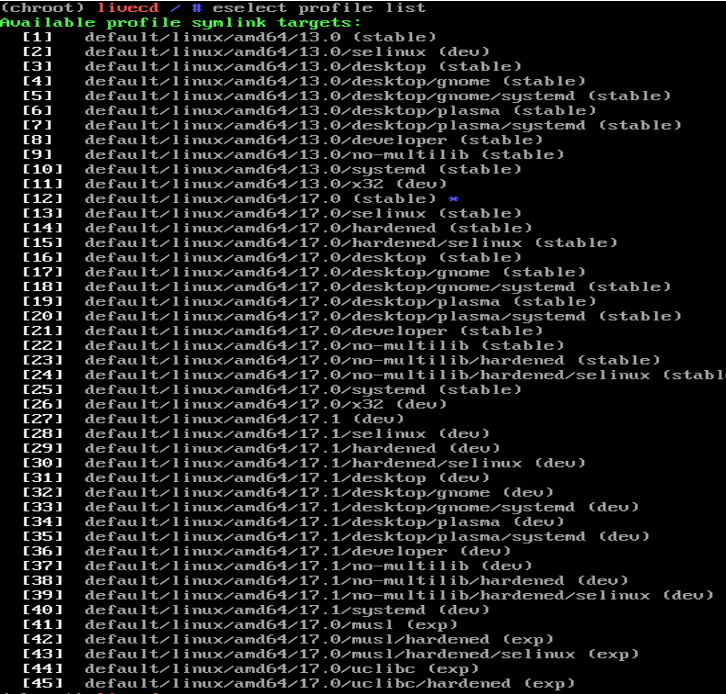 (chroot) livecd / # eselect profile list
Available profile symlink targets:
[1] default/linux/amd64/13.0 (stable)
[2] default/linux/amd64/13.0/selinux (dev)
[3] default/linux/amd64/13.0/desktop (stable)
[4] default/linux/amd64/13.0/desktop/gnome (stable)
[5] default/linux/amd64/13.0/desktop/gnome/systemd (stable)
[6] default/linux/amd64/13.0/desktop/plasma (stable)
[7] default/linux/amd64/13.0/desktop/plasma/systemd (stable)
[8] default/linux/amd64/13.0/developer (stable)
[9] default/linux/amd64/13.0/no-multilib (stable)
[10] default/linux/amd64/13.0/systemd (stable)
[11] default/linux/amd64/13.0/x32 (dev)
[12] default/linux/amd64/17.0 (stable) *
[13] default/linux/amd64/17.0/selinux (stable)
[14] default/linux/amd64/17.0/hardened (stable)
[15] default/linux/amd64/17.0/hardened/selinux (stable)
[16] default/linux/amd64/17.0/desktop (stable)
[17] default/linux/amd64/17.0/desktop/gnome (stable)
[18] default/linux/amd64/17.0/desktop/gnome/systemd (stable)
[19] default/linux/amd64/17.0/desktop/plasma (stable)
[20] default/linux/amd64/17.0/desktop/plasma/systemd (stable)
[21] default/linux/amd64/17.0/developer (stable)
[22] default/linux/amd64/17.0/no-multilib (stable)
[23] default/linux/amd64/17.0/no-multilib/hardened (stable)
[24] default/linux/amd64/17.0/no-multilib/hardened/selinux (stabl
[25] default/linux/amd64/17.0/systemd (stable)
[26] default/linux/amd64/17.0/x32 (dev)
[27] default/linux/amd64/17.1 (dev)
[28] default/linux/amd64/17.1/selinux (dev)
[29] default/linux/amd64/17.1/hardened (dev)
[30] default/linux/amd64/17.1/hardened/selinux (dev)
[31] default/linux/amd64/17.1/desktop (dev)
[32] default/linux/amd64/17.1/desktop/gnome (dev)
[33] default/linux/amd64/17.1/desktop/gnome/systemd (dev)
[34] default/linux/amd64/17.1/desktop/plasma (dev)
[35] default/linux/amd64/17.1/desktop/plasma/systemd (dev)
[36] default/linux/amd64/17.1/developer (dev)
[37] default/linux/amd64/17.1/no-multilib (dev)
[38] default/linux/amd64/17.1/no-multilib/hardened (dev)
[39] default/linux/amd64/17.1/no-multilib/hardened/selinux (dev)
[40] default/linux/amd64/17.1/systemd (dev)
[41] default/linux/amd64/17.0/musl (exp)
[42] default/linux/amd64/17.0/musl/hardened (exp)
[43] default/linux/amd64/17.0/musl/hardened/selinux (exp)
[44] default/linux/amd64/17.0/uclibc (exp)
[45] default/linux/amd64/17.0/uclibc/hardened (exp)